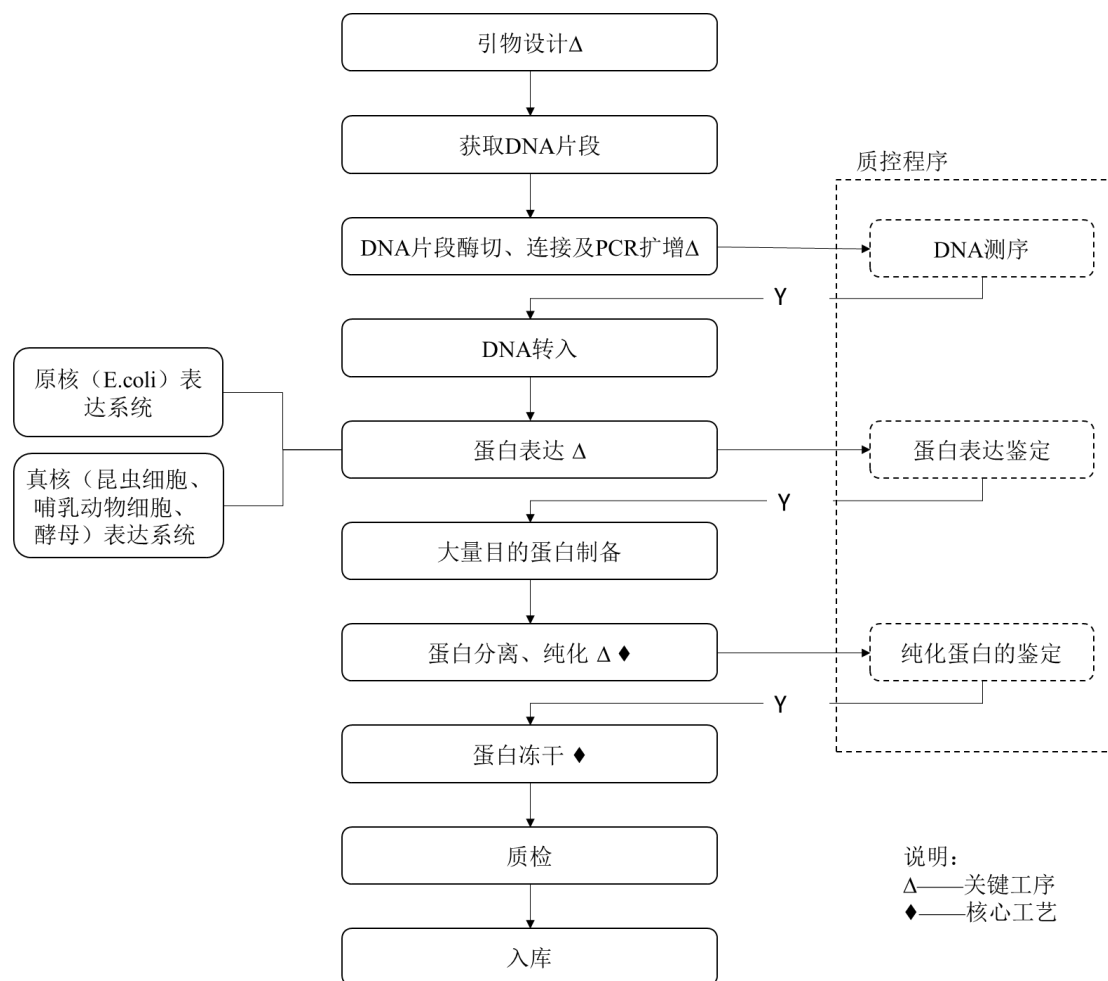 引物设计Δ
获取DNA片段
质控程序
DNA片段酶切、连接及PCR扩增Δ
DNA测序
Y
DNA转入
原核（E.coli）表
达系统
蛋白表达 Δ
蛋白表达鉴定
真核（昆虫细胞、
哺乳动物细胞、
酵母）表达系统
Y
大量目的蛋白制备
蛋白分离、纯化 Δ ♦
纯化蛋白的鉴定
Y
蛋白冻干 ♦
质检
说明：
Δ——关键工序
♦——核心工艺
入库